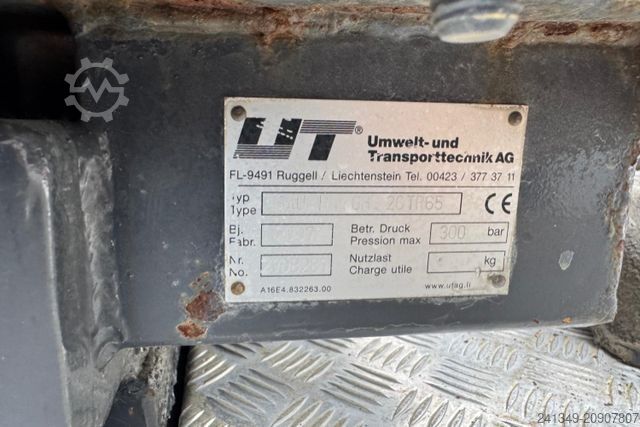 UT®
Umwelt- und
Transporttechnik AG
FL-9491 Ruggell / Liechtenstein Tel. 00423 / 377 37 11
Typ
Type
CE
Bj.
Fabr.
Betr. Druck
Pression max
300 bar
Nr.
No.
Nutzlast
Charge utile
kg
A16E4.832263.00
www.utag.li
241349-20907807